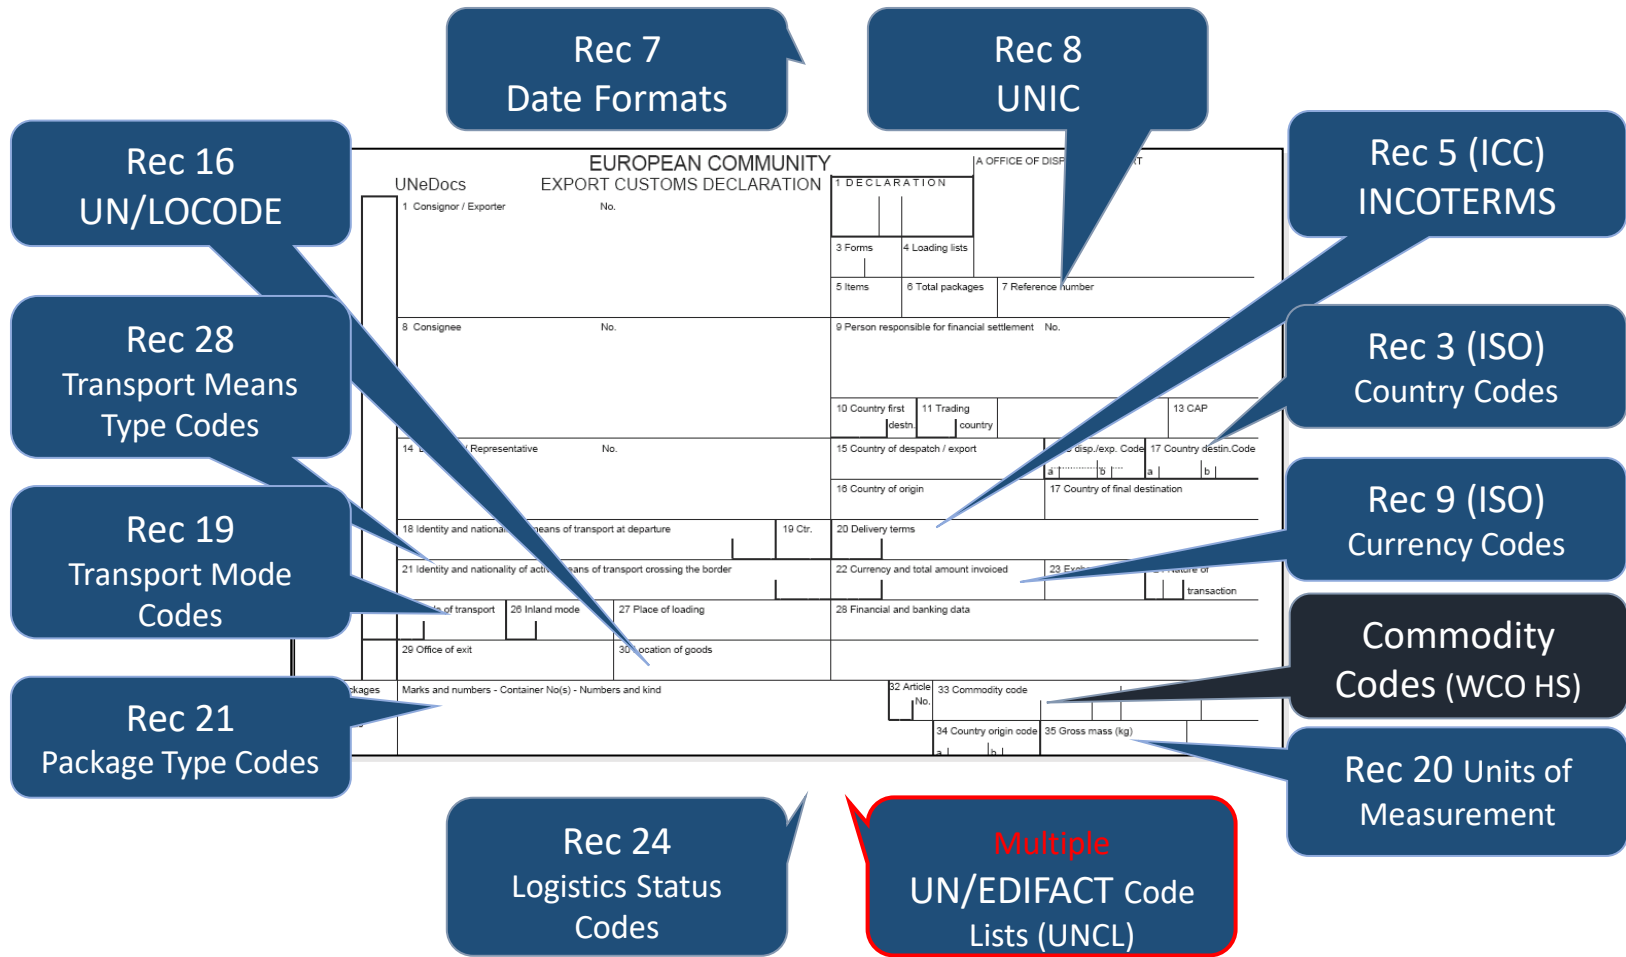 Rec 7
Date Formats
Rec 8
UNIC
Rec 16
UN/LOCODE
Rec 5 (ICC)
INCOTERMS
Rec 28
Transport Means
Type Codes
Rec 3 (ISO)
Country Codes
Rec 19
Transport Mode
Codes
Rec 9 (ISO)
Currency Codes
Commodity
Codes (WCO HS)
Rec 21
Package Type Codes
Rec 20 Units of
Measurement
Rec 24
Logistics Status
Codes
Multiple
UN/EDIFACT Code
Lists (UNCL)
EUROPEAN COMMUNITY
A OFFICE OF
UNeDocs
EXPORT CUSTOMS DECLARATION
1 DECLARATION
1 Consignor / Exporter No.
3 Forms
4 Loading lists
5 Items
6 Total packages
7 Reference number
8 Consignee No.
9 Person responsible for financial settlement No.
10 Country first
destn.
11 Trading
country
13 CAP
14 / Representative No.
15 Country of despatch / export
disp./exp. Code
a b
17 Country destin.Code
a b
16 Country of origin
17 Country of final destination
18 Identity and means of transport at departure
19 Ctr.
20 Delivery terms
21 Identity and nationality of means of transport crossing the border
22 Currency and total amount invoiced
23
transaction
of transport
26 Inland mode
27 Place of loading
28 Financial and banking data
29 Office of exit
30 Location of goods
Marks and numbers - Container No(s) - Numbers and kind
32 Article
No.
33 Commodity code
34 Country origin code
a b
35 Gross mass (kg)